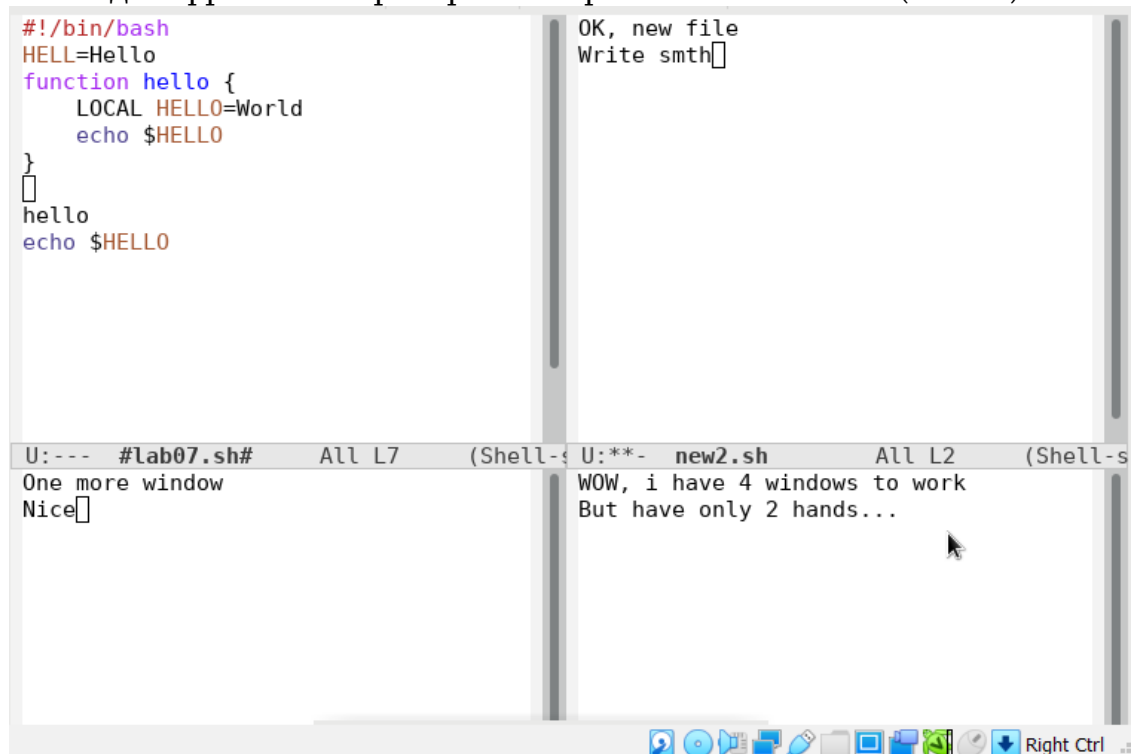 #!/bin/bash
HELL=Hello
function hello {
    LOCAL HELLO=World
    echo $HELLO
}
hello
echo $HELLO
U:--- #lab07.sh# All L7 (Shell-s
OK, new file
Write smth
U:**- new2.sh All L2 (Shell-s
One more window
Nice
WOW, i have 4 windows to work
But have only 2 hands...
Right Ctrl